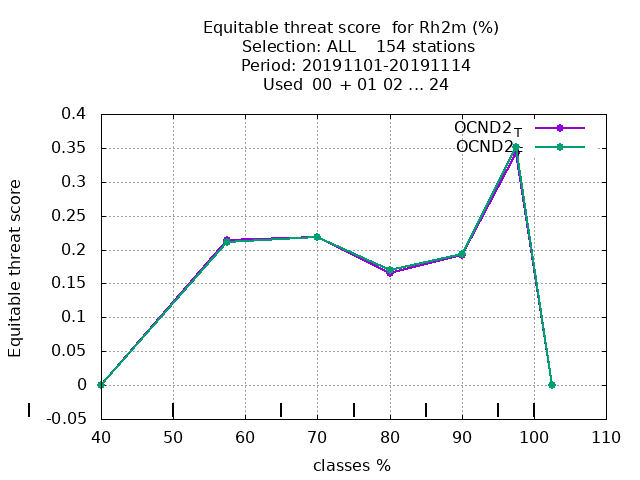 Equitable threat score for Rh2m (%)
Selection: ALL 154 stations
Period: 20191101-20191114
Used 00 + 01 02 ... 24
0.4
0.35
0.3
0.25
0.2
0.15
0.1
0.05
0
-0.05
Equitable threat score
OCND2T
OCND2
40 50 60 70 80 90 100 110
classes %